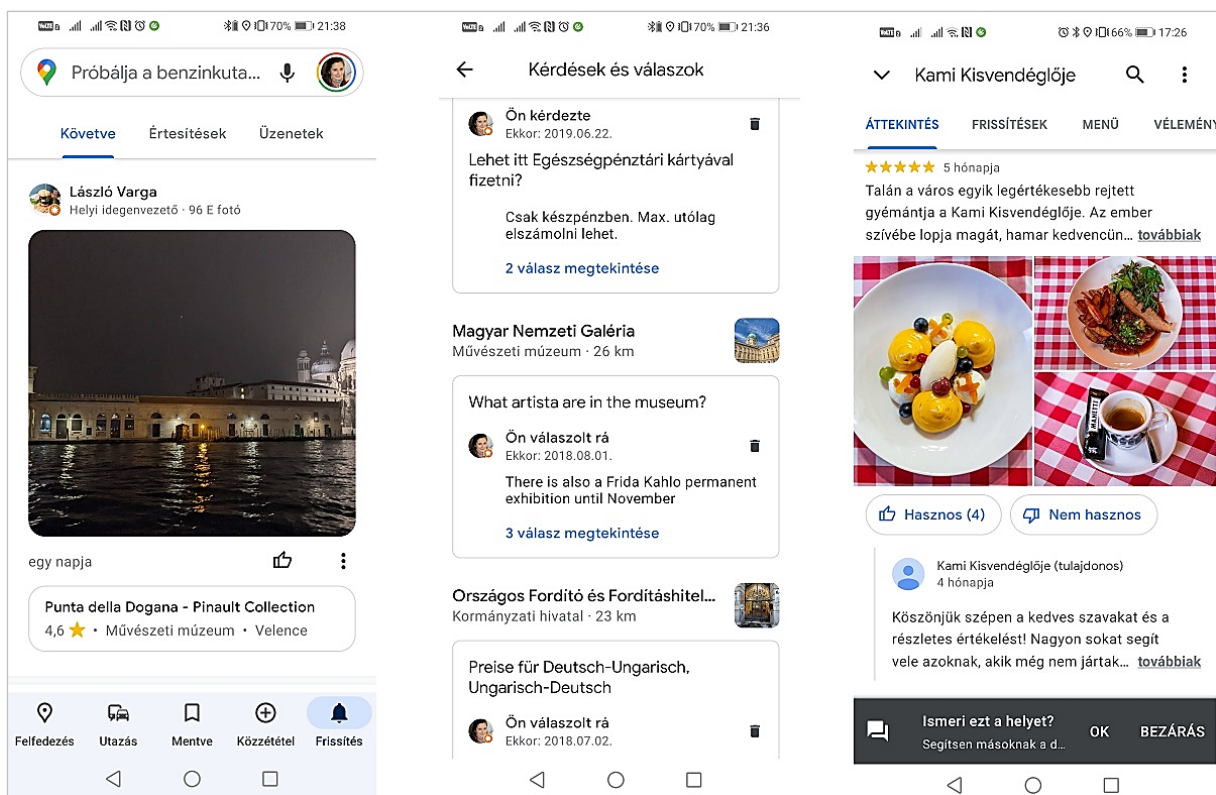 70% 21:38
Próbálja a benzinkuta...
Követve Értesítések Üzenetek
László Varga
Helyi idegenvezető · 96 E fotó
egy napja
Punta della Dogana - Pinault Collection
4,6 • Művészeti múzeum • Velence
Felfedezés Utazás Mentve Közzététel Frissítés
70% 21:36
Kérdések és válaszok
Ön kérdezte
Ekkor: 2019.06.22.
Lehet itt Egészségpénztári kártyával
fizetni?
Csak készpénzben. Max. utólag
elszámolni lehet.
2 válasz megtekintése
Magyar Nemzeti Galéria
Művészeti múzeum · 26 km
What artista are in the museum?
Ön válaszolt rá
Ekkor: 2018.08.01.
There is also a Frida Kahlo permanent
exhibition until November
3 válasz megtekintése
Országos Fordító és Fordításhitel...
Kormányzati hivatal · 23 km
Preise für Deutsch-Ungarisch,
Ungarisch-Deutsch
Ön válaszolt rá
Ekkor: 2018.07.02.
66% 17:26
Kami Kisvendéglője
ÁTTEKINTÉS FRISSÍTÉSEK MENÜ VÉLEMÉNY
5 hónapja
Talán a város egyik legértékesebb rejtett
gyémántja a Kami Kisvendéglője. Az ember
szívébe lopja magát, hamar kedvencün... továbbiak
Hasznos (4) Nem hasznos
Kami Kisvendéglője (tulajdonos)
4 hónapja
Köszönjük szépen a kedves szavakat és a
részletes értékelést! Nagyon sokat segít
vele azoknak, akik még nem jártak... továbbiak
Ismeri ezt a helyet?
Segítsen másoknak a d...
OK BEZÁRÁS